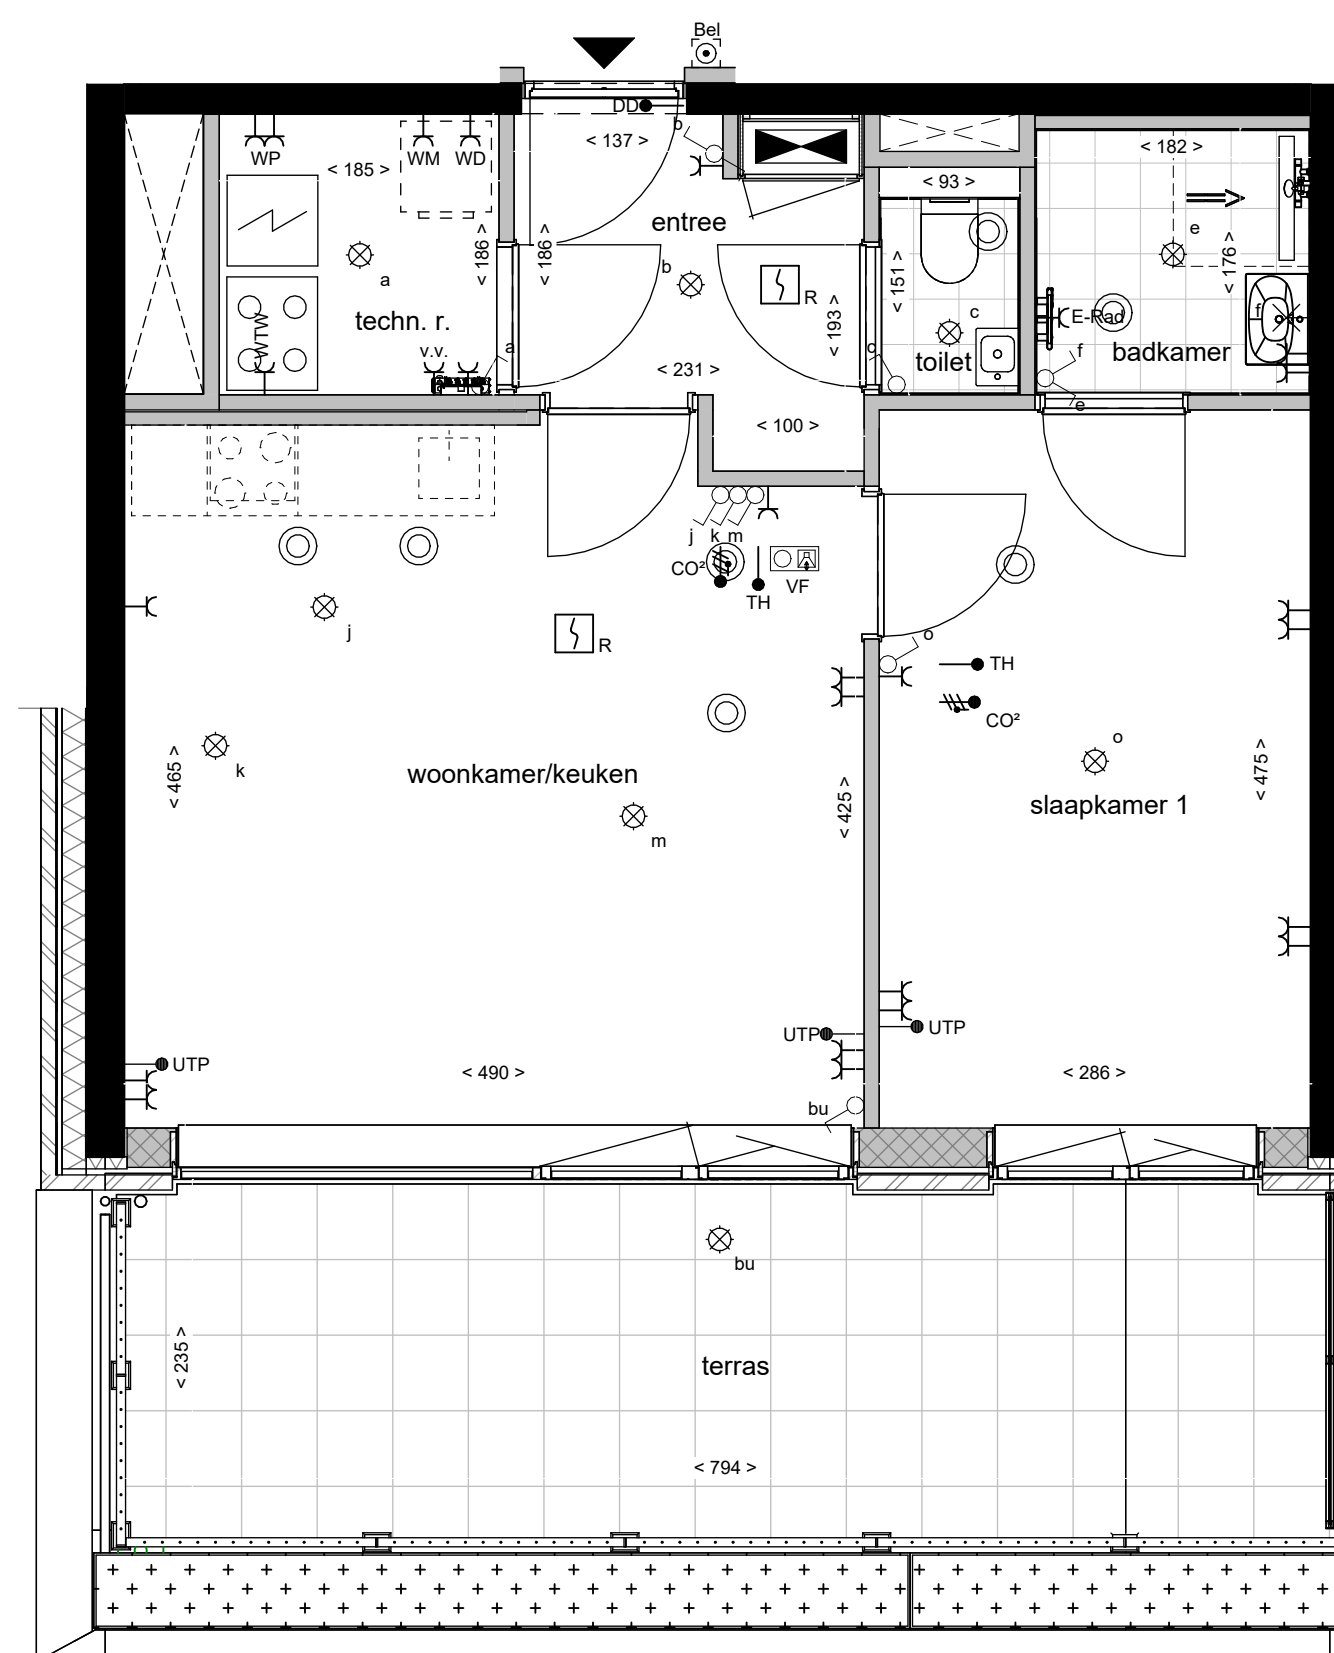 Bel
DD
b
< 137 >
WP
WM
WD
< 185 >
< 182 >
< 93 >
entree
e
< 186 >
< 186 >
< 151 >
< 176 >
a
b
R
techn. r.
WTW
v.v.
a
< 193 >
c
c
toilet
E-Rad
f
badkamer
f
e
< 231 >
< 100 >
j
k
m
CO²
TH
VF
j
R
o
TH
CO²
k
woonkamer/keuken
m
o
slaapkamer 1
< 465 >
< 425 >
< 475 >
UTP
UTP
UTP
< 490 >
< 286 >
bu
bu
< 235 >
terras
< 794 >